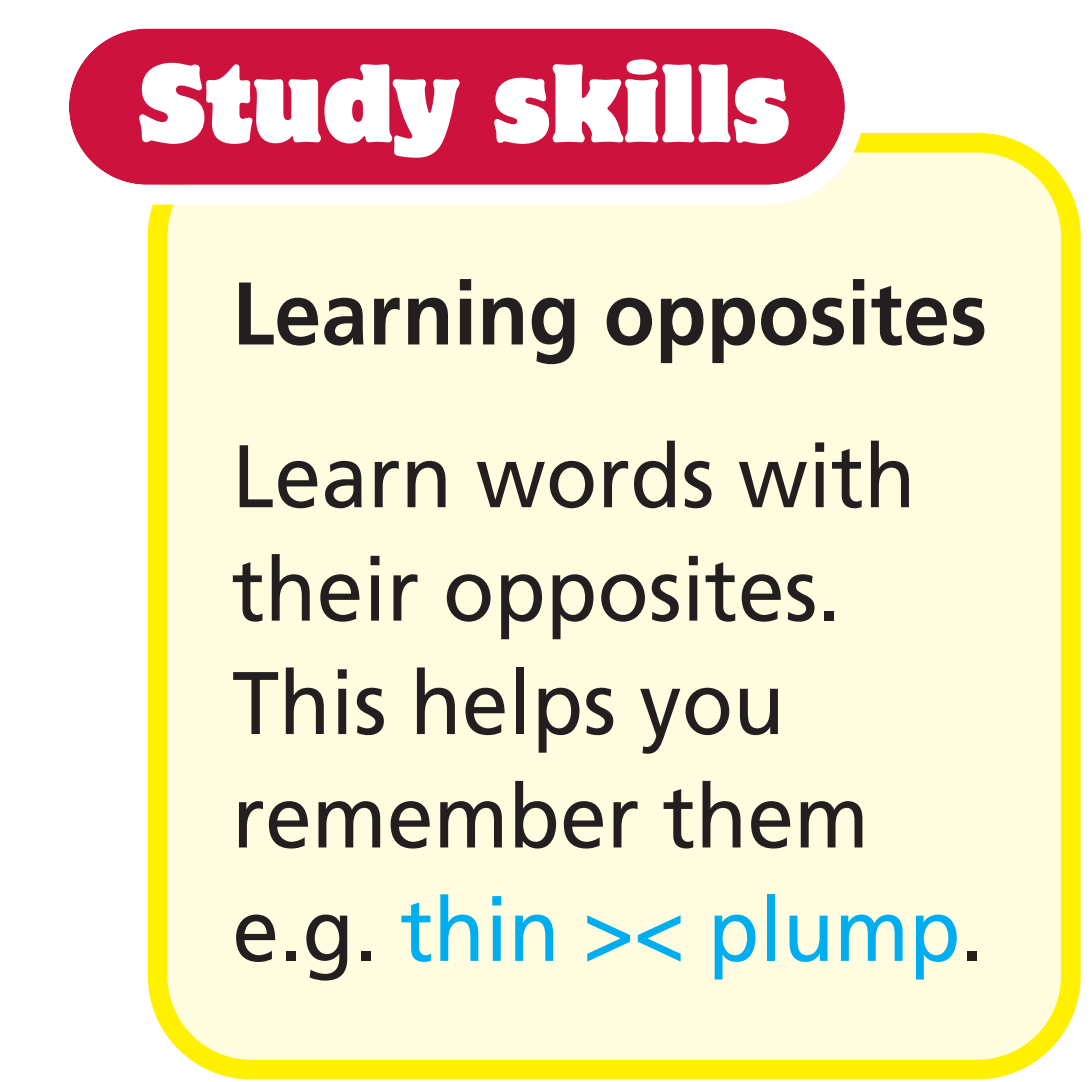 Study skills
Learning opposites
Learn words with
their opposites.
This helps you
remember them
e.g. thin >< plump.